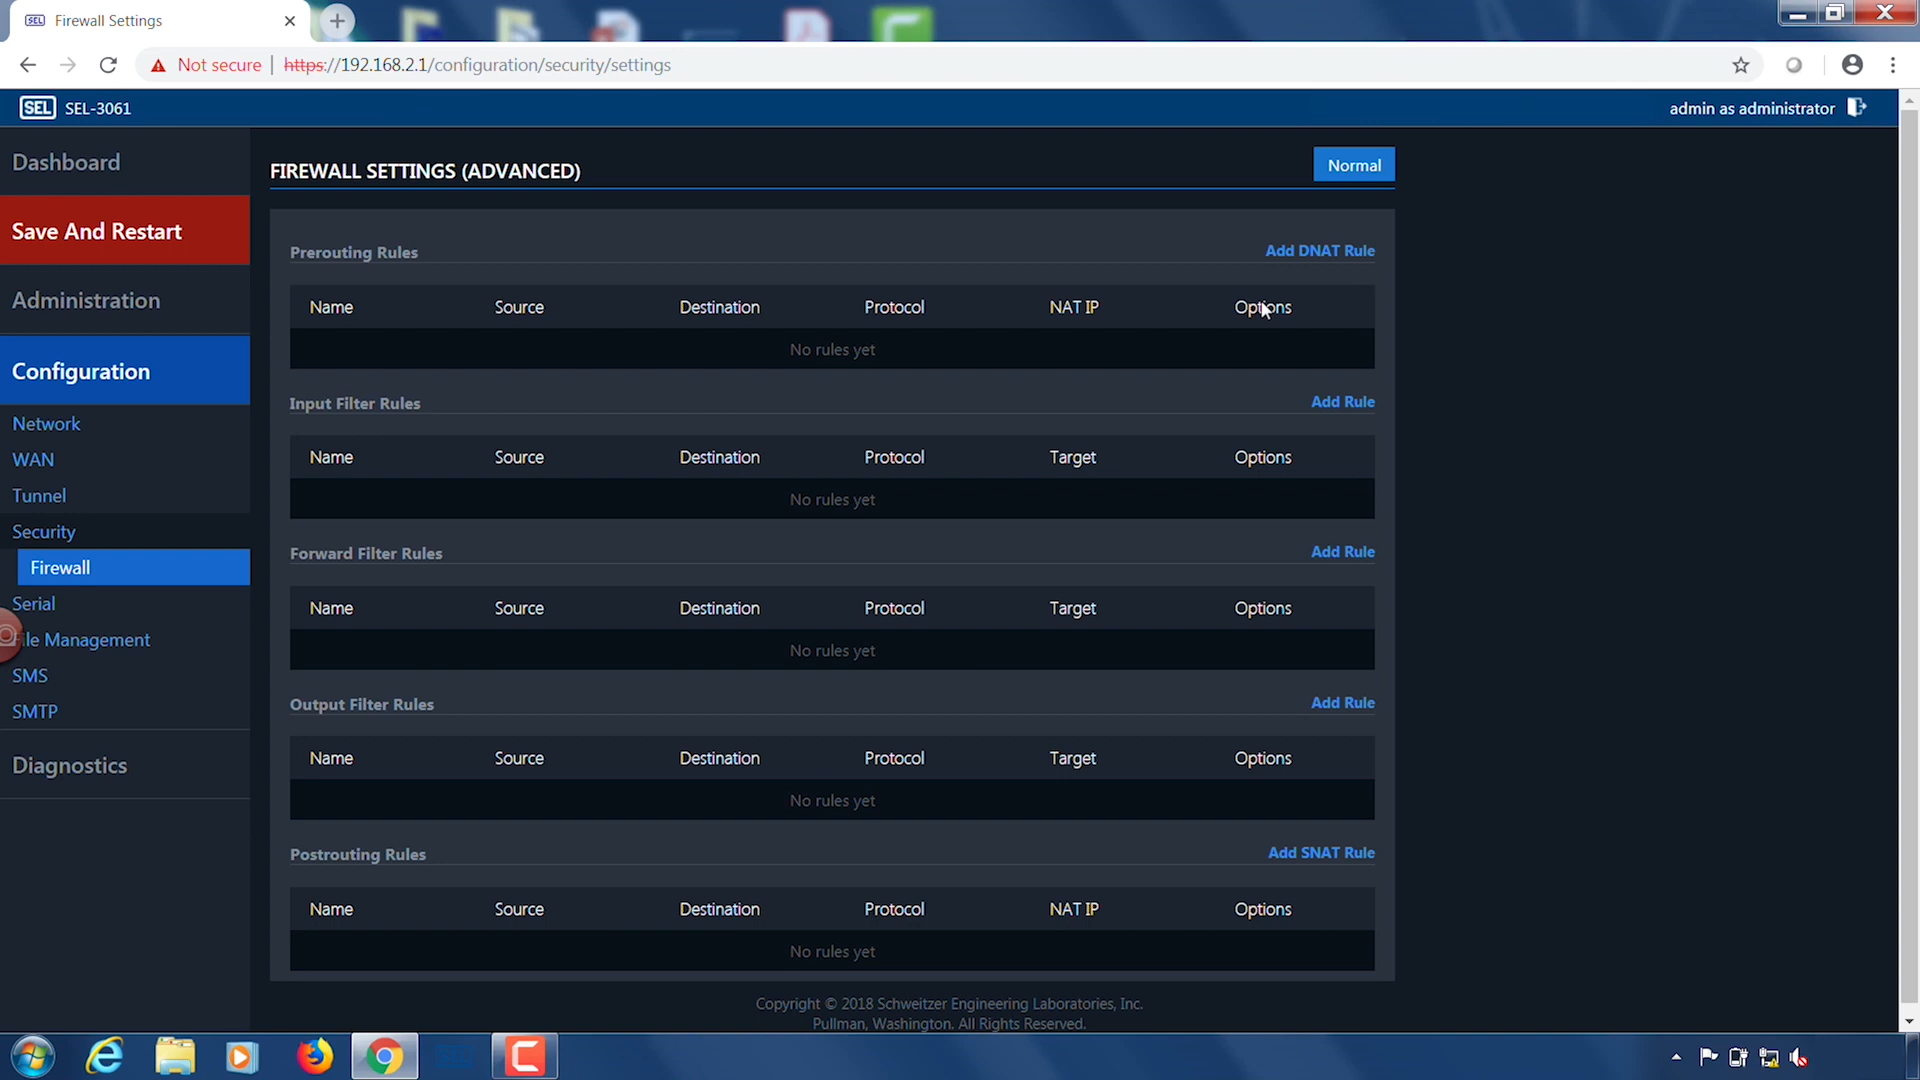 SEL Firewall Settings
Not secure https://192.168.2.1/configuration/security/settings
SEL SEL-3061
admin as administrator
Dashboard
Save And Restart
Administration
Configuration
Network
WAN
Tunnel
Security
Firewall
Serial
File Management
SMS
SMTP
Diagnostics
FIREWALL SETTINGS (ADVANCED)
Normal
Prerouting Rules Add DNAT Rule
Name Source Destination Protocol NAT IP Options
No rules yet
Input Filter Rules Add Rule
Name Source Destination Protocol Target Options
No rules yet
Forward Filter Rules Add Rule
Name Source Destination Protocol Target Options
No rules yet
Output Filter Rules Add Rule
Name Source Destination Protocol Target Options
No rules yet
Postrouting Rules Add SNAT Rule
Name Source Destination Protocol NAT IP Options
No rules yet
Copyright © 2018 Schweitzer Engineering Laboratories, Inc.
Pullman, Washington. All Rights Reserved.